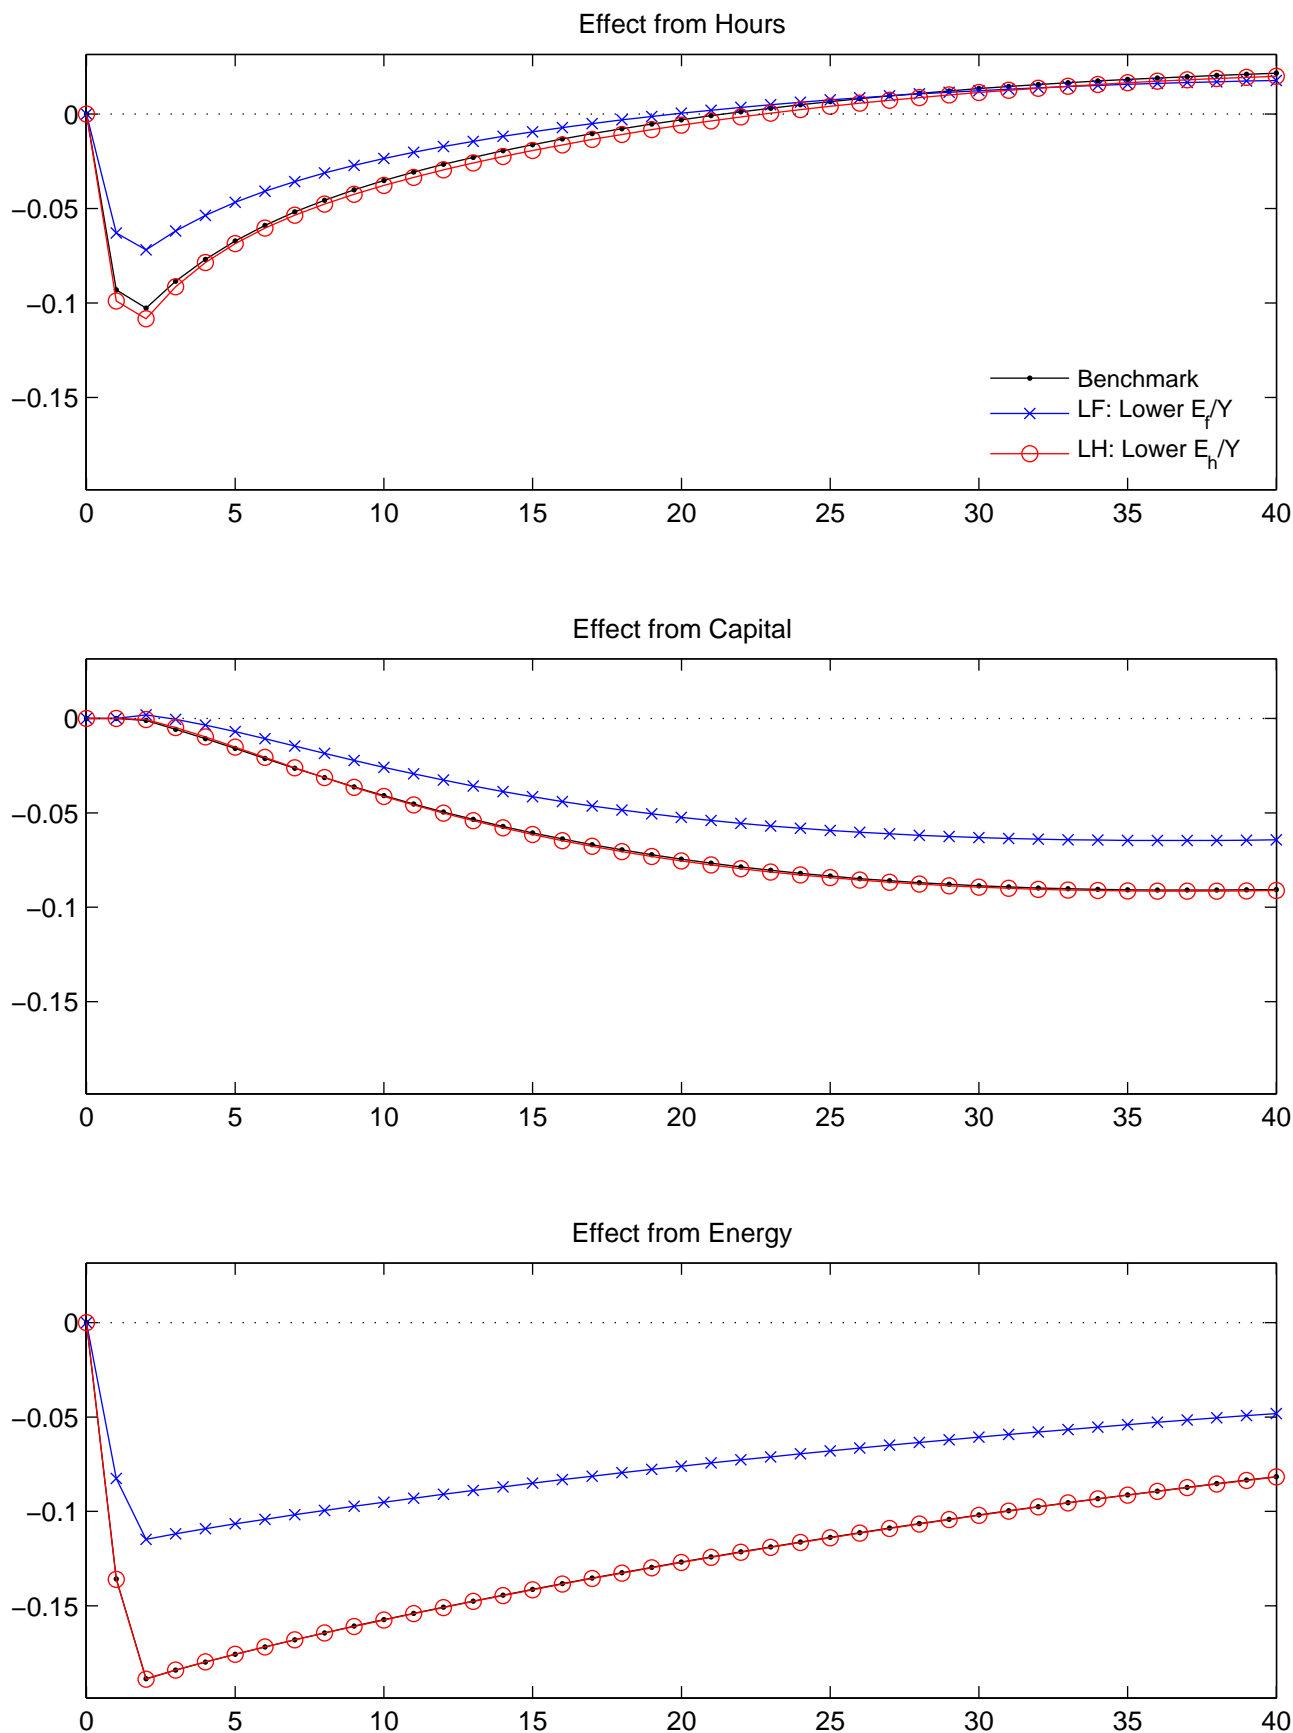 Effect from Hours
0
−0.05
−0.1
−0.15
Benchmark
LF: Lower E_f/Y
LH: Lower E_h/Y
0 5 10 15 20 25 30 35 40
Effect from Capital
0
−0.05
−0.1
−0.15
0 5 10 15 20 25 30 35 40
Effect from Energy
0
−0.05
−0.1
−0.15
0 5 10 15 20 25 30 35 40